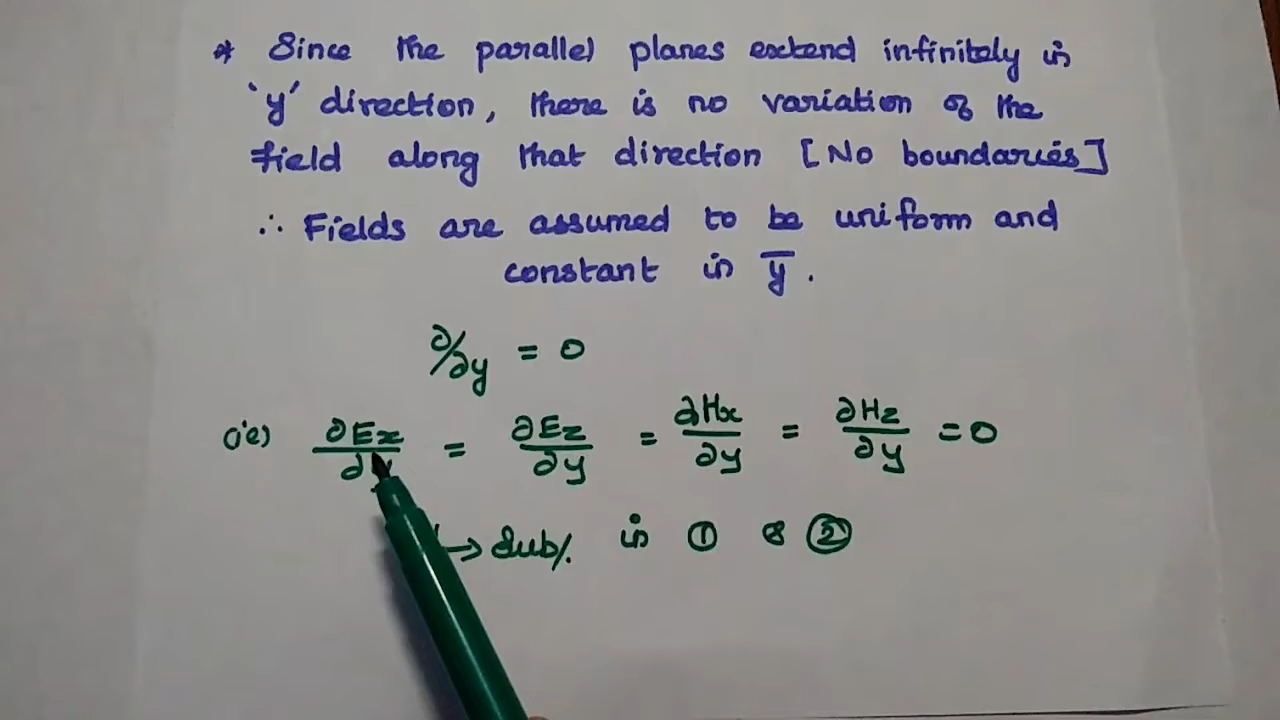 * Since the parallel planes extend infinitely in
'y' direction, there is no variation of the
field along that direction [No boundaries]
∴ Fields are assumed to be uniform and
constant in y̅.
∂/∂y = 0
(ie) ∂Ex/∂y = ∂Ez/∂y = ∂Hx/∂y = ∂Hz/∂y = 0
↳ Sub/. in ① & ②